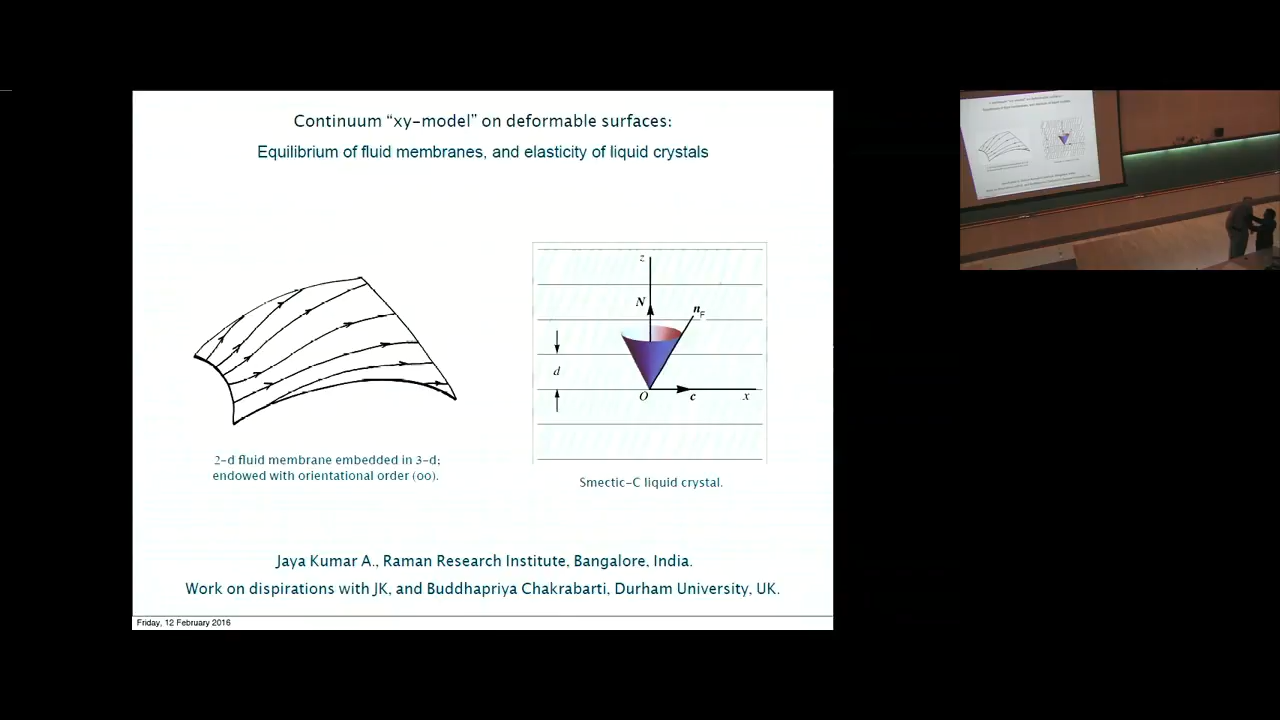 Continuum “xy-model” on deformable surfaces:
Equilibrium of fluid membranes, and elasticity of liquid crystals
z
N
n_F
d
O
c
x
2-d fluid membrane embedded in 3-d;
endowed with orientational order (oo).
Smectic-C liquid crystal.
Jaya Kumar A., Raman Research Institute, Bangalore, India.
Work on dispirations with JK, and Buddhapriya Chakrabarti, Durham University, UK.
Friday, 12 February 2016